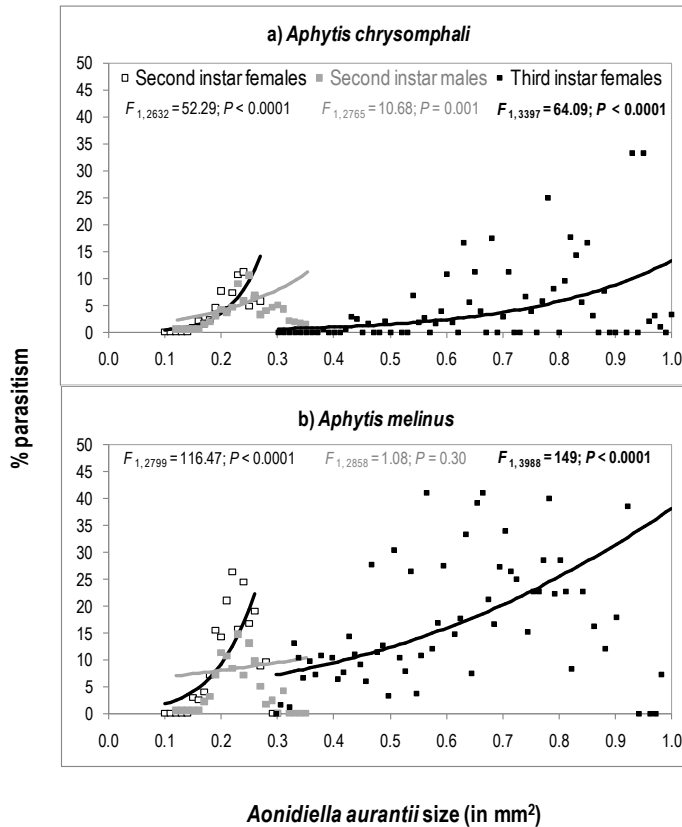 a) Aphytis chrysomphali
50
Second instar females Second instar males Third instar females
45
F1, 2632 = 52.29; P < 0.0001 F1, 2765 = 10.68; P = 0.001 F1, 3397 = 64.09; P < 0.0001
40
35
30
25
20
15
10
5
0
0.0 0.1 0.2 0.3 0.4 0.5 0.6 0.7 0.8 0.9 1.0
% parasitism
b) Aphytis melinus
50
F1, 2799 = 116.47; P < 0.0001 F1, 2858 = 1.08; P = 0.30 F1, 3988 = 149; P < 0.0001
45
40
35
30
25
20
15
10
5
0
0.0 0.1 0.2 0.3 0.4 0.5 0.6 0.7 0.8 0.9 1.0
Aonidiella aurantii size (in mm²)